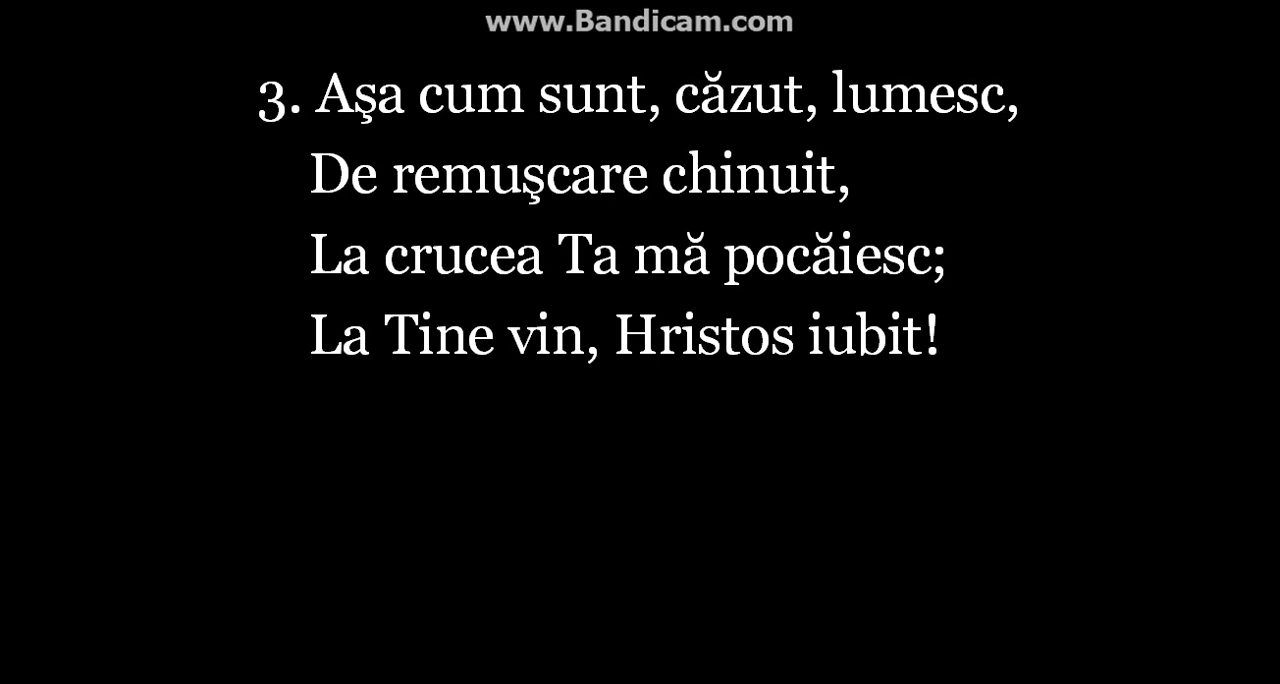 www.Bandicam.com
3. Aşa cum sunt, căzut, lumesc,
De remuşcare chinuit,
La crucea Ta mă pocăiesc;
La Tine vin, Hristos iubit!